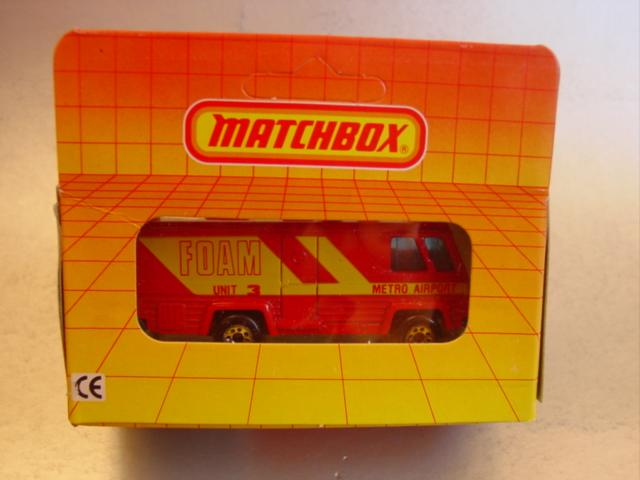 MATCHBOX®
FOAM
UNIT 3
METRO AIRPORT
CE